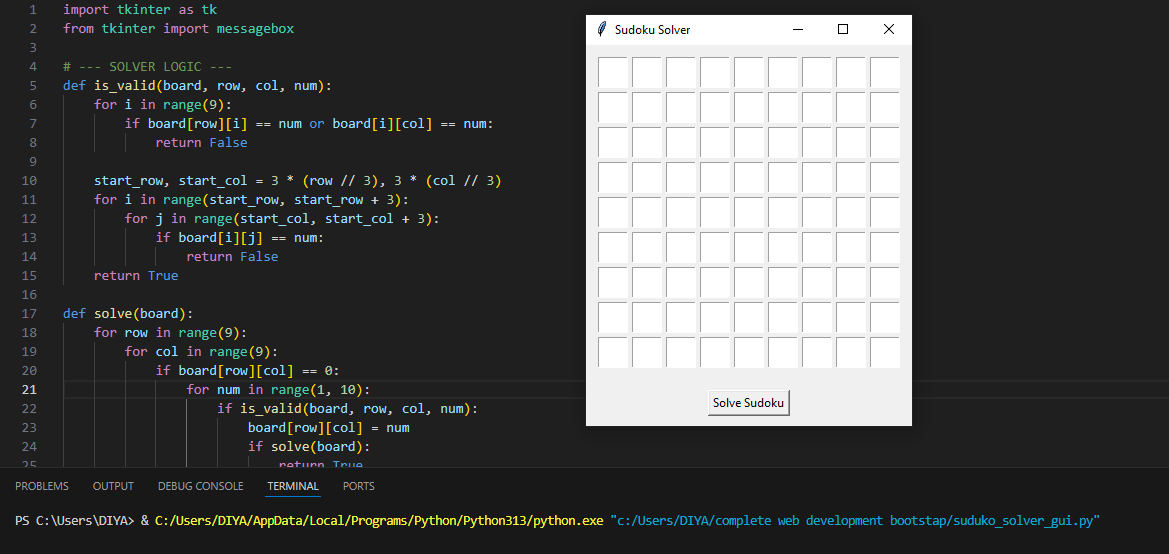 1 import tkinter as tk
2 from tkinter import messagebox
3
4 # --- SOLVER LOGIC ---
5 def is_valid(board, row, col, num):
6     for i in range(9):
7         if board[row][i] == num or board[i][col] == num:
8             return False
9
10     start_row, start_col = 3 * (row // 3), 3 * (col // 3)
11     for i in range(start_row, start_row + 3):
12         for j in range(start_col, start_col + 3):
13             if board[i][j] == num:
14                 return False
15     return True
16
17 def solve(board):
18     for row in range(9):
19         for col in range(9):
20             if board[row][col] == 0:
21                 for num in range(1, 10):
22                     if is_valid(board, row, col, num):
23                         board[row][col] = num
24                         if solve(board):
25                             return True
Sudoku Solver
Solve Sudoku
PROBLEMS OUTPUT DEBUG CONSOLE TERMINAL PORTS
PS C:\Users\DIYA> & C:/Users/DIYA/AppData/Local/Programs/Python/Python313/python.exe "c:/Users/DIYA/complete web development bootstap/suduko_solver_gui.py"